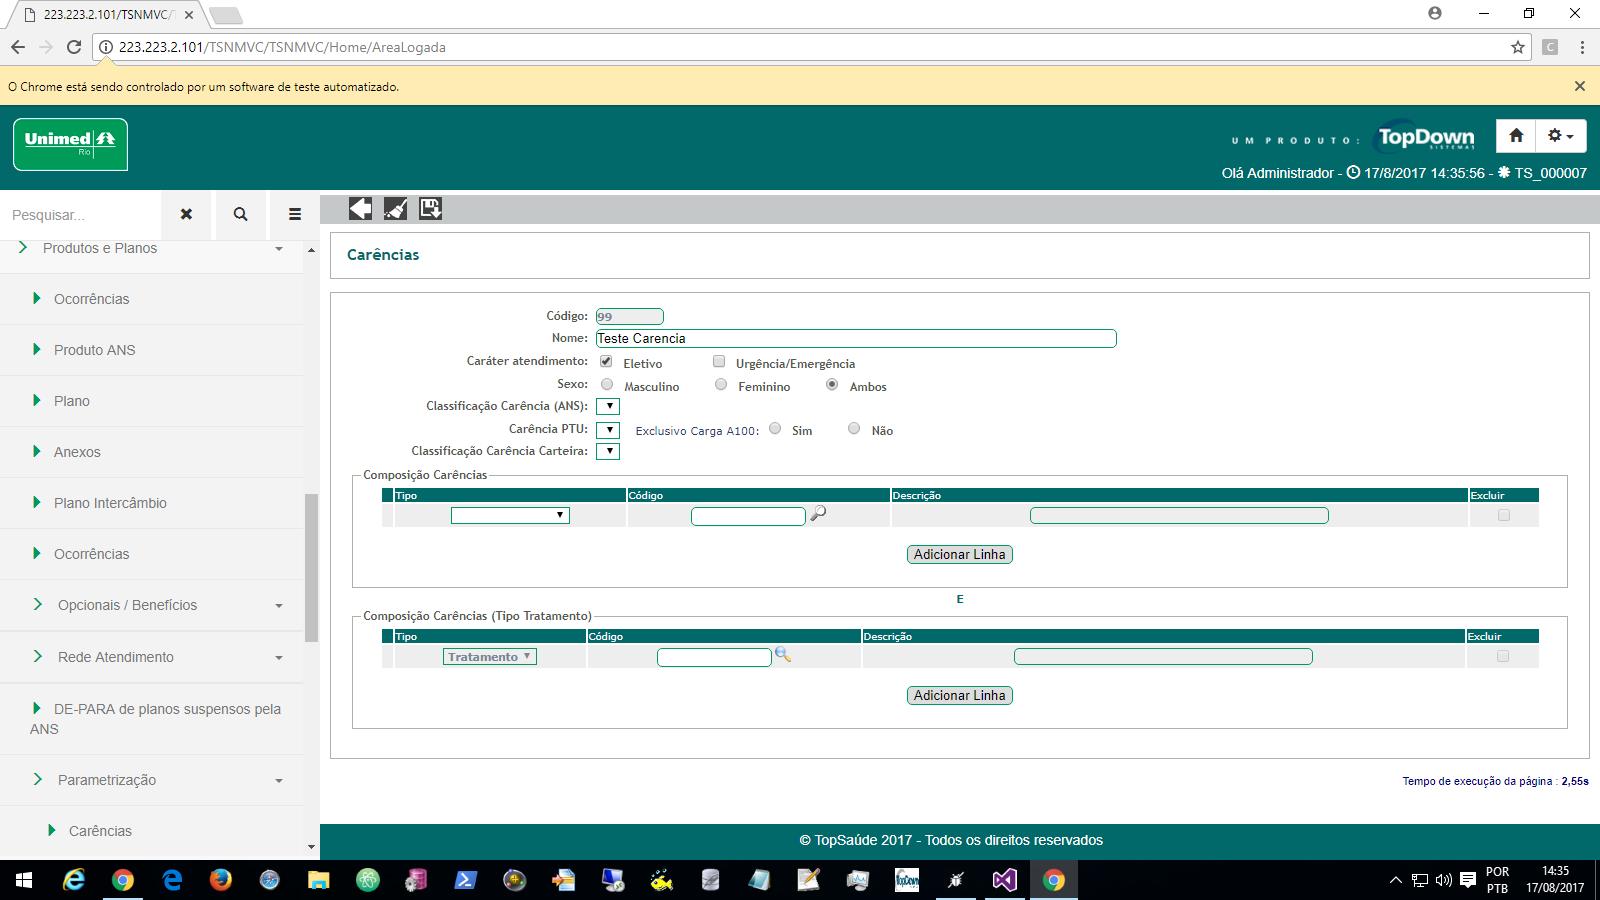 223.223.2.101/TSNMVC/T
223.223.2.101/TSNMVC/TSNMVC/Home/AreaLogada
C
O Chrome está sendo controlado por um software de teste automatizado.
Unimed
Rio
UM PRODUTO:
TopDown
SISTEMAS
Olá Administrador - 17/8/2017 14:35:56 - TS_000007
Pesquisar...
Produtos e Planos
Ocorrências
Produto ANS
Plano
Anexos
Plano Intercâmbio
Ocorrências
Opcionais / Benefícios
Rede Atendimento
DE-PARA de planos suspensos pela
ANS
Parametrização
Carências
Carências
Código: 99
Nome: Teste Carencia
Caráter atendimento: Eletivo Urgência/Emergência
Sexo: Masculino Feminino Ambos
Classificação Carência (ANS):
Carência PTU: Exclusivo Carga A100: Sim Não
Classificação Carência Carteira:
Composição Carências
Tipo Código Descrição Excluir
Adicionar Linha
E
Composição Carências (Tipo Tratamento)
Tipo Código Descrição Excluir
Tratamento
Adicionar Linha
Tempo de execução da página : 2,55s
© TopSaúde 2017 - Todos os direitos reservados
TopDown
POR
PTB
14:35
17/08/2017